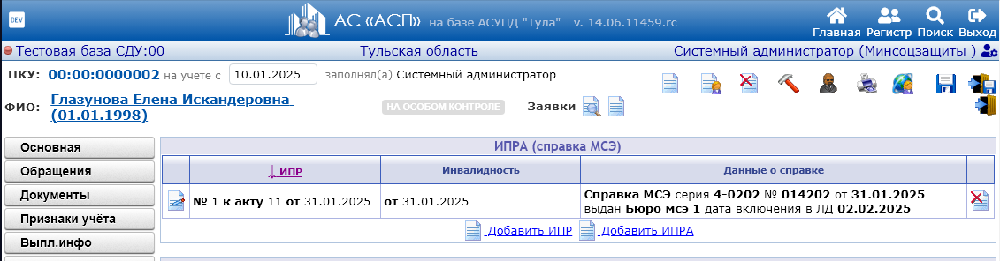 DEV
АС «АСП» на базе АСУПД "Тула" v. 14.06.11459.rc
Главная Регистр Поиск Выход
Тестовая база СДУ:00 Тульская область Системный администратор (Минсоцзащиты )
ПКУ: 00:00:0000002 на учете с 10.01.2025 заполнял(а) Системный администратор
ФИО: Глазунова Елена Искандеровна
(01.01.1998)
НА ОСОБОМ КОНТРОЛЕ Заявки
Основная
Обращения
Документы
Признаки учёта
Выпл.инфо
ИПРА (справка МСЭ)
↓ ИПР Инвалидность Данные о справке
№ 1 к акту 11 от 31.01.2025 от 31.01.2025 Справка МСЭ серия 4-0202 № 014202 от 31.01.2025
выдан Бюро мсэ 1 дата включения в ЛД 02.02.2025
Добавить ИПР Добавить ИПРА